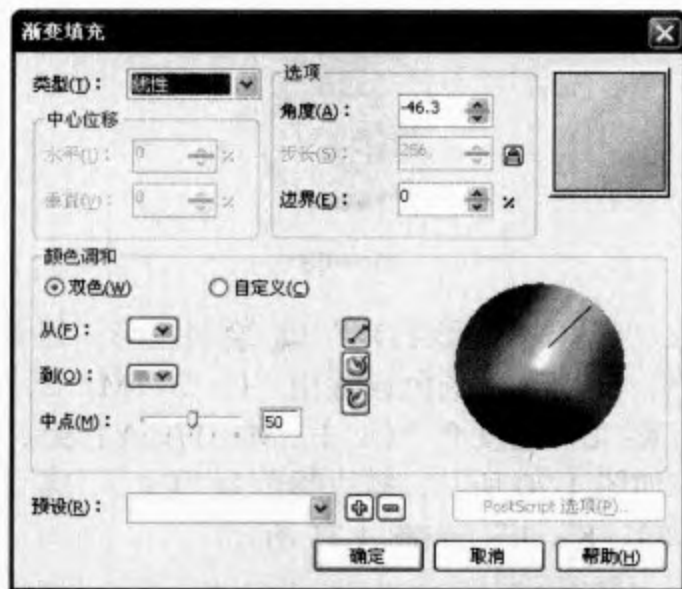 渐变填充
类型(T)： 线性
中心位移
水平(I)： 0 %
垂直(V)： 0 %
选项
角度(A)： -46.3
步长(S)： 256
边界(E)： 0 %
颜色调和
双色(W) 自定义(C)
从(F)：
到(O)：
中点(M)： 50
预设(R)： PostScript 选项(P)...
确定 取消 帮助(H)